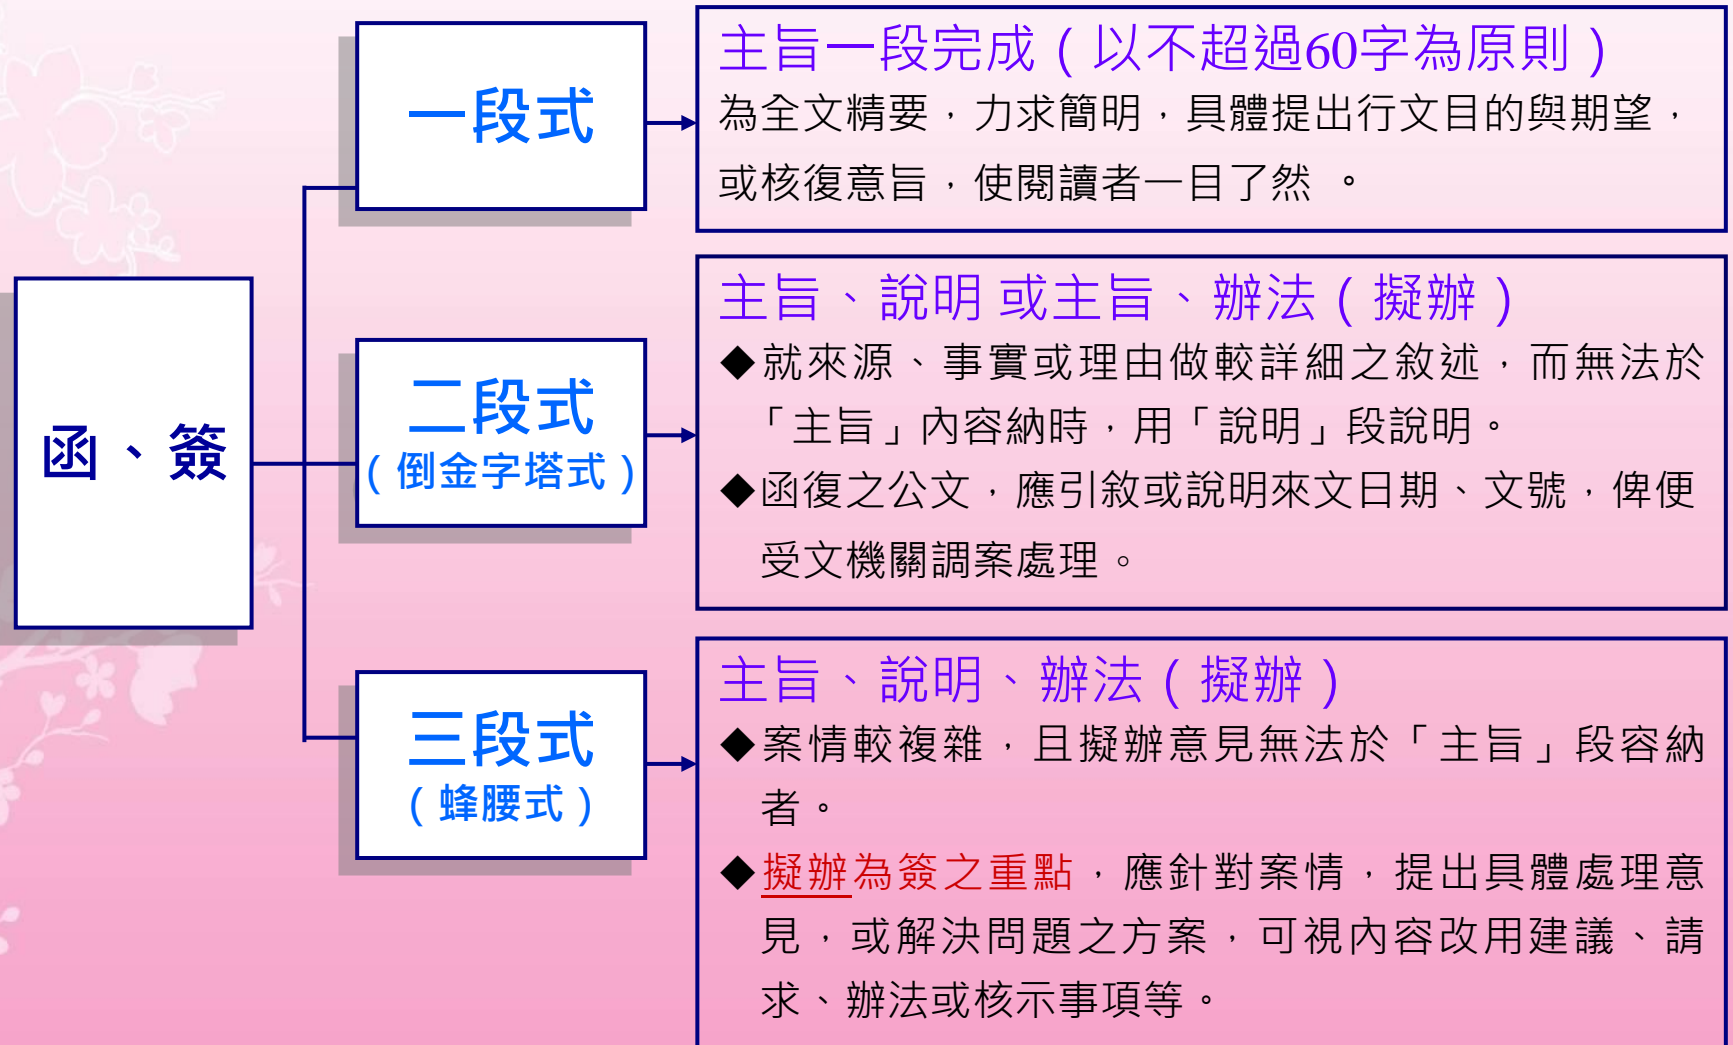 函、簽
一段式
主旨一段完成（以不超過60字為原則）
為全文精要，力求簡明，具體提出行文目的與期望，
或核復意旨，使閱讀者一目了然 。
二段式
（倒金字塔式）
主旨、說明 或主旨、辦法（擬辦）
◆就來源、事實或理由做較詳細之敘述，而無法於
「主旨」內容納時，用「說明」段說明。
◆函復之公文，應引敘或說明來文日期、文號，俾便
受文機關調案處理。
三段式
（蜂腰式）
主旨、說明、辦法（擬辦）
◆案情較複雜，且擬辦意見無法於「主旨」段容納
者。
◆擬辦為簽之重點，應針對案情，提出具體處理意
見，或解決問題之方案，可視內容改用建議、請
求、辦法或核示事項等。